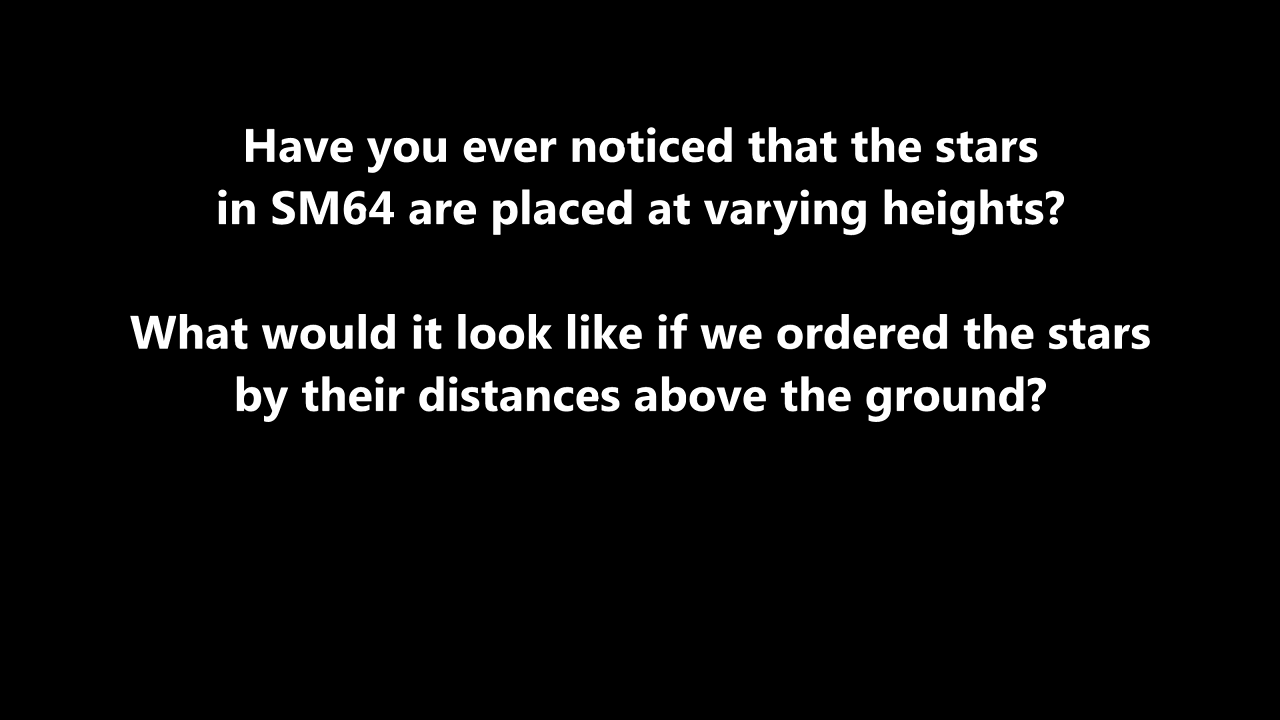 Have you ever noticed that the stars
in SM64 are placed at varying heights?
What would it look like if we ordered the stars
by their distances above the ground?